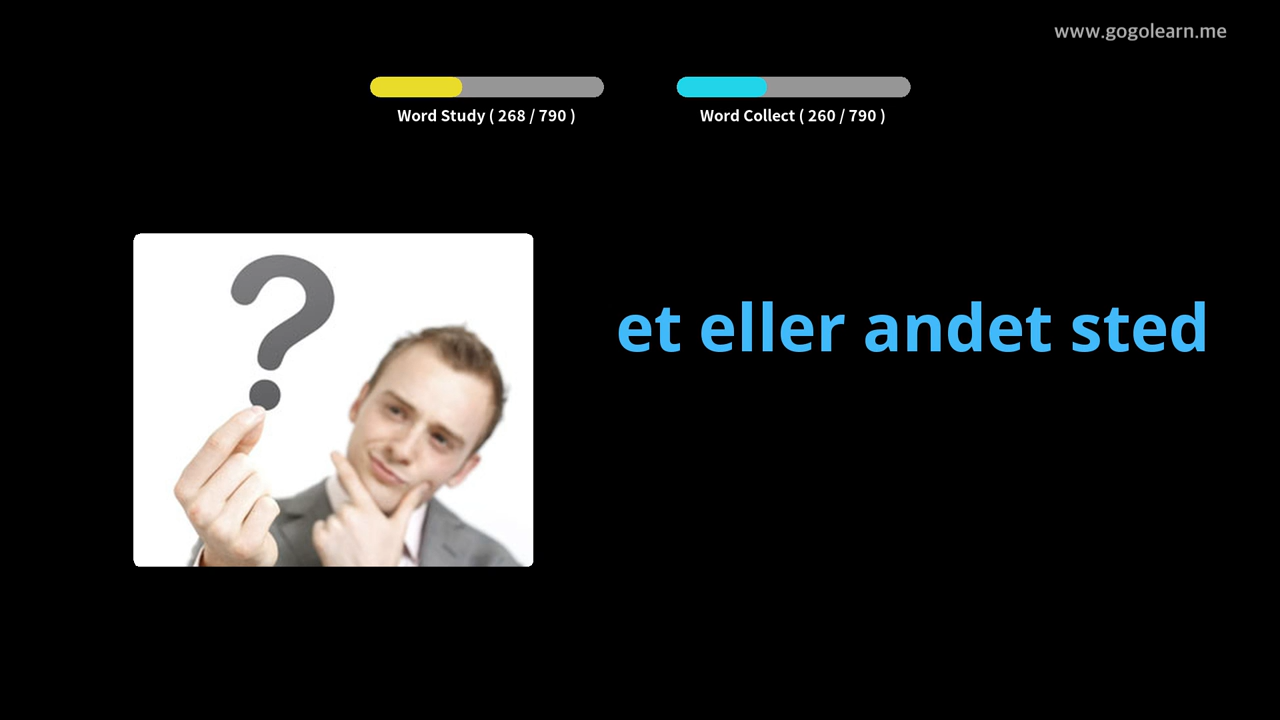 www.gogolearn.me
Word Study ( 268 / 790 )
Word Collect ( 260 / 790 )
?
et eller andet sted